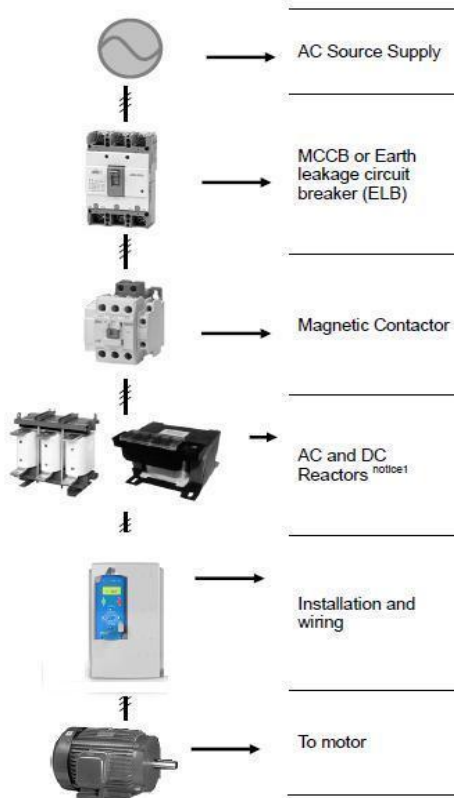 AC Source Supply
MCCB or Earth
leakage circuit
breaker (ELB)
Magnetic Contactor
AC and DC
Reactors notice1
Installation and
wiring
To motor